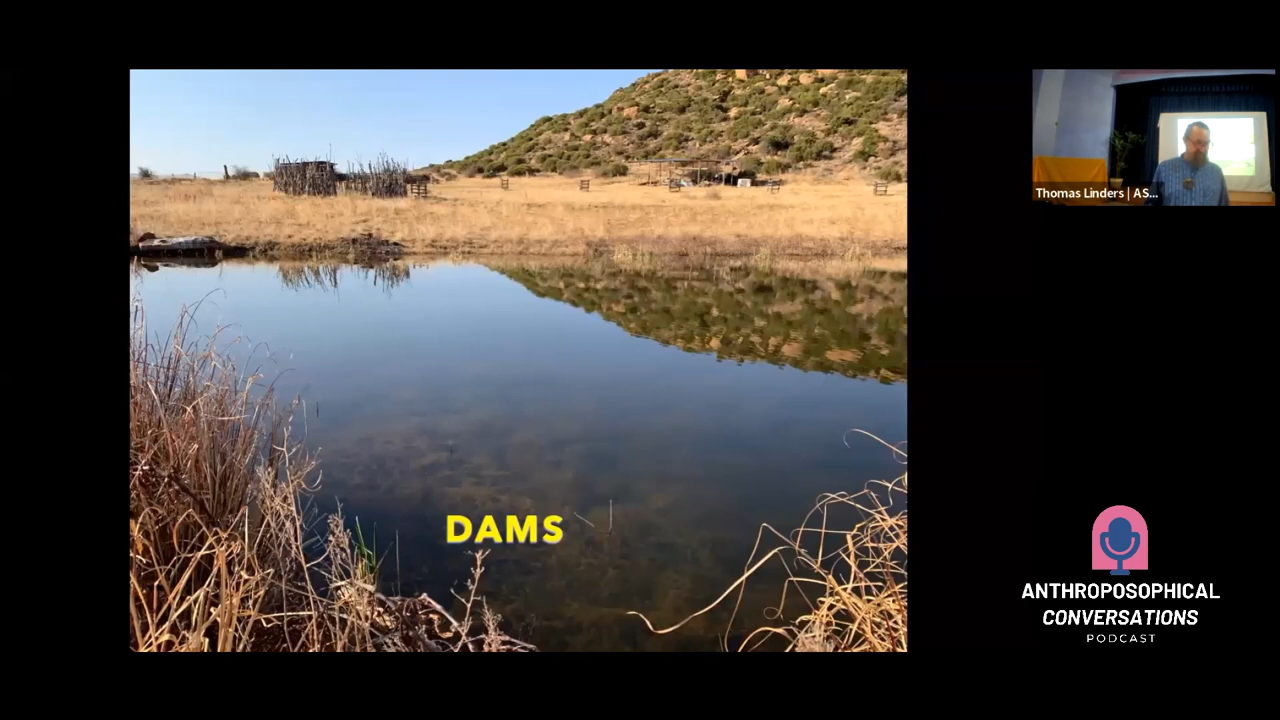 Thomas Linders | AS...
DAMS
ANTHROPOSOPHICAL
CONVERSATIONS
PODCAST